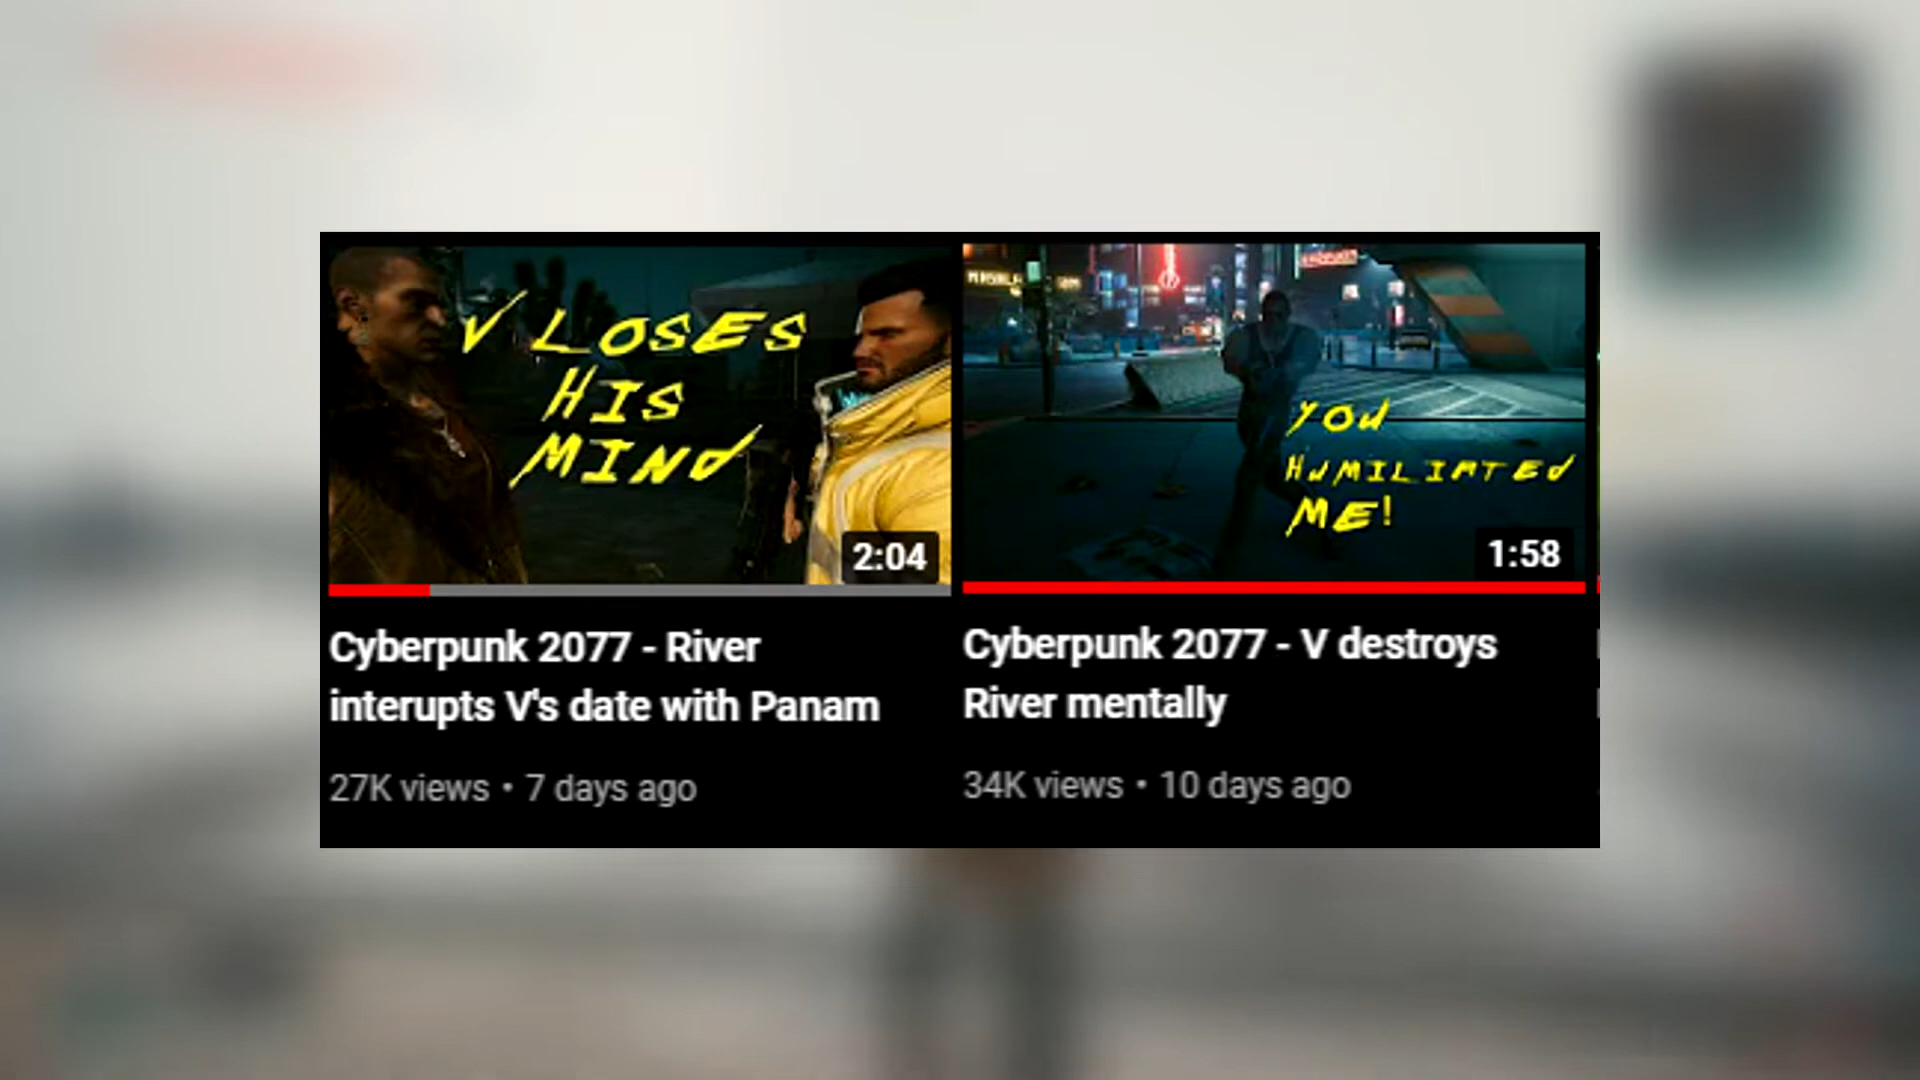 V LOSES
HIS
MIND
2:04
Cyberpunk 2077 - River
interupts V's date with Panam
27K views • 7 days ago
YOU
HUMILIATED
ME!
1:58
Cyberpunk 2077 - V destroys
River mentally
34K views • 10 days ago